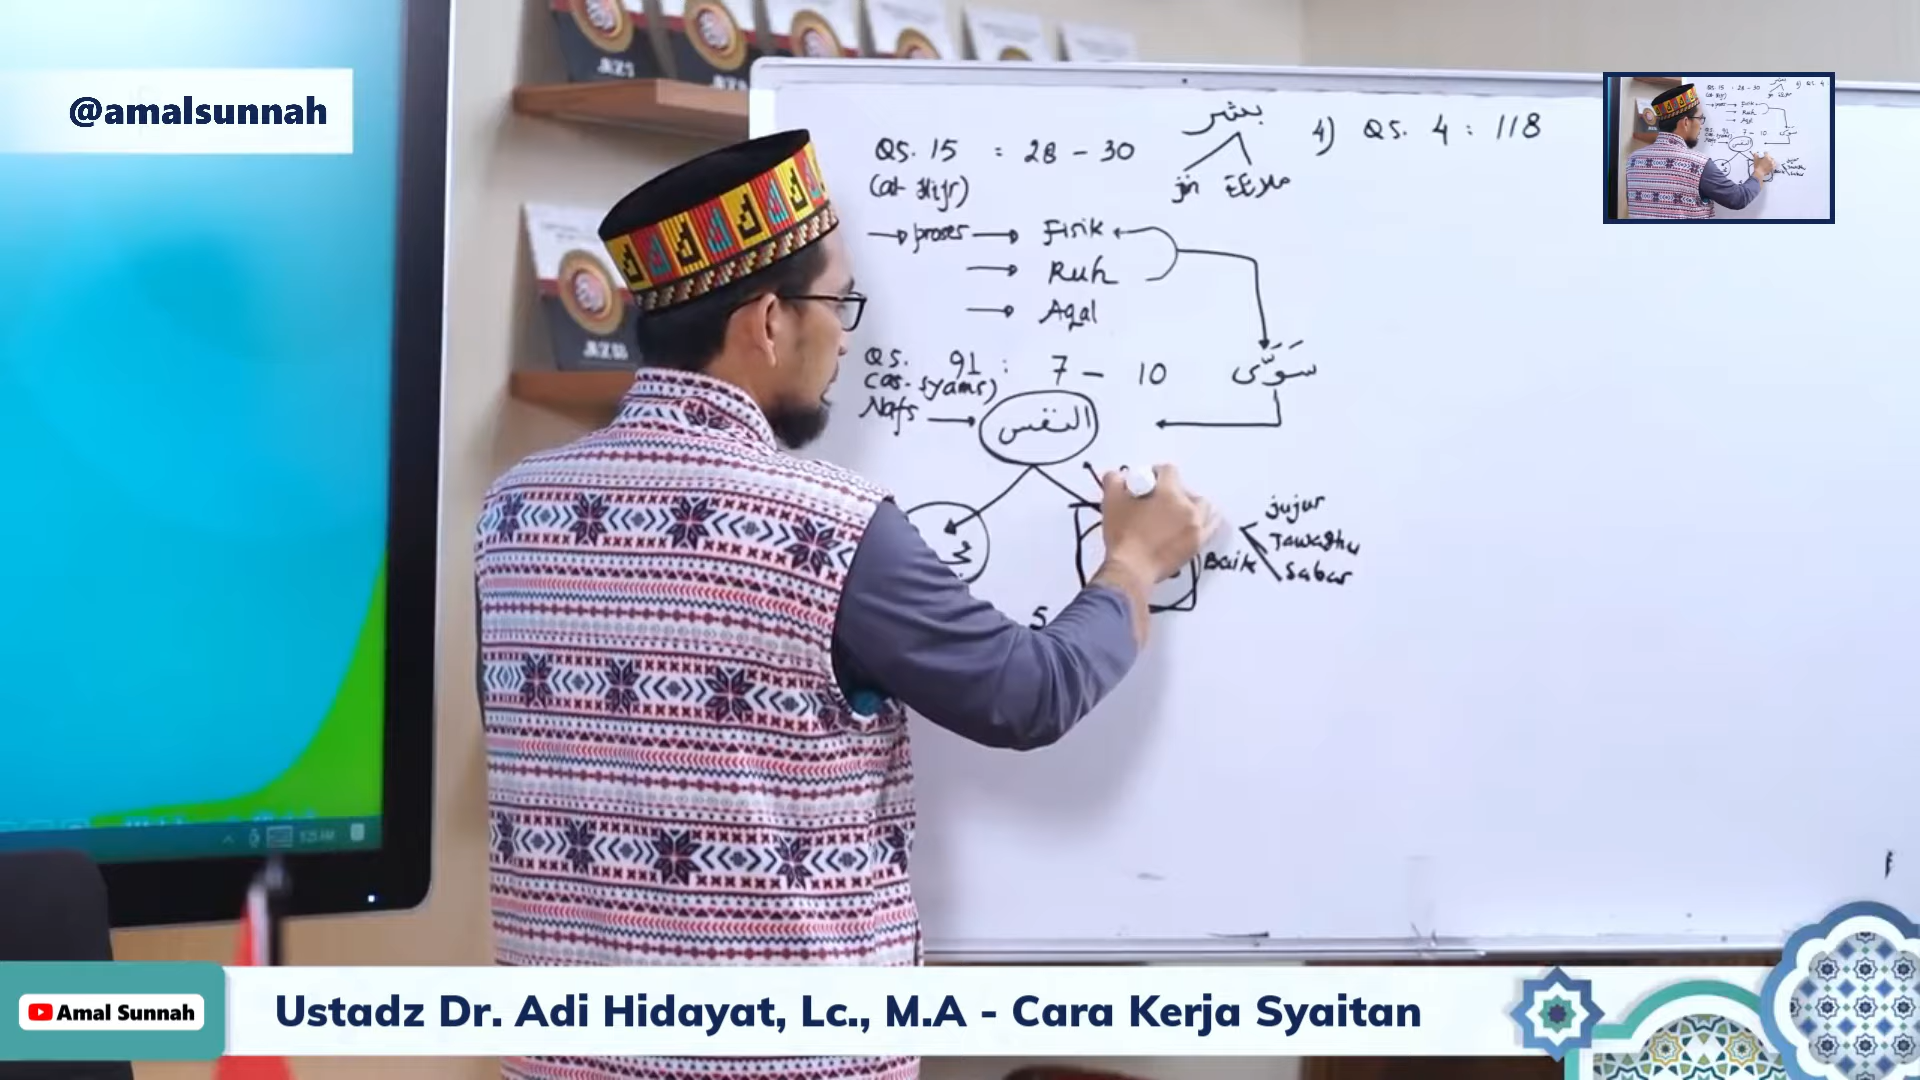 @amalsunnah
بشر
QS. 15 : 28 - 30
4) QS. 4 : 118
(al-Hijr)
jin ملائكة
proses Fisik
Ruh
Aqal
QS. 91 : 7 - 10
(as-syams)
سَوَّى
Nafs النفس
jujur
Tawadhu
Baik
Sabar
5
Amal Sunnah
Ustadz Dr. Adi Hidayat, Lc., M.A - Cara Kerja Syaitan